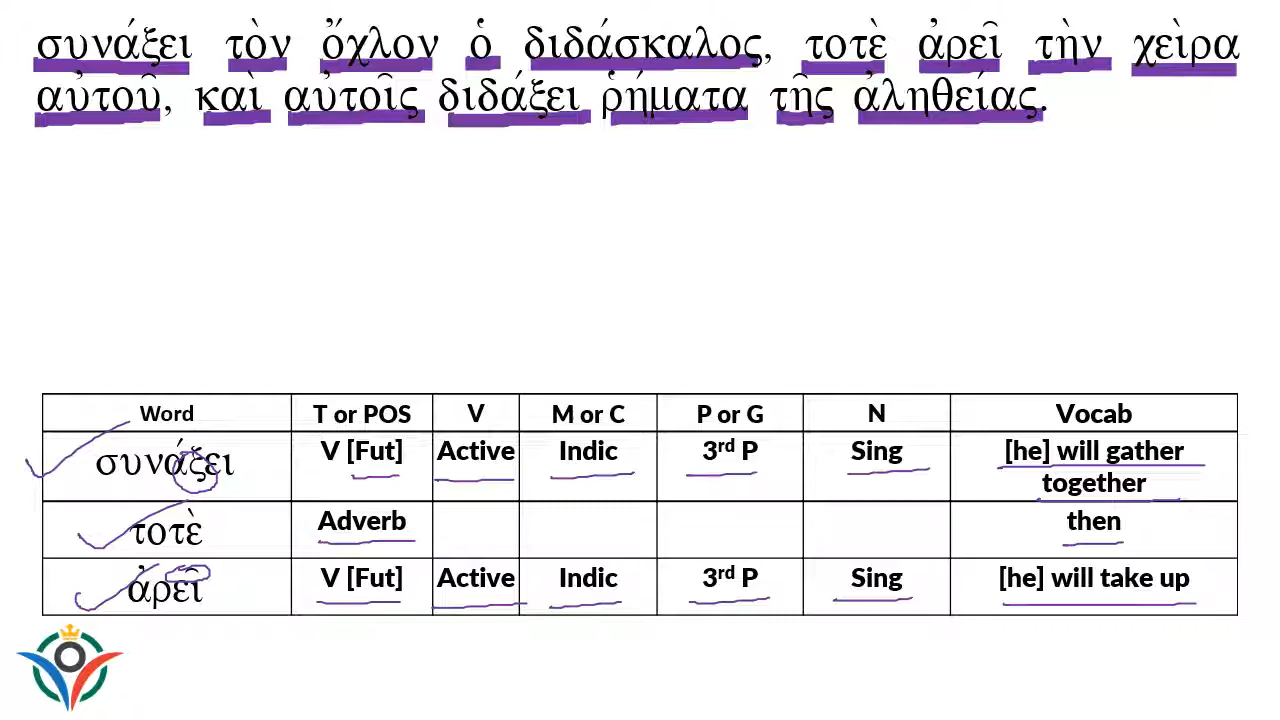 συνάξει τὸν ὄχλον ὁ διδάσκαλος, τοτὲ ἀρεῖ τὴν χεὶρα
αὐτοῦ, καὶ αὐτοῖς διδάξει ῥήματα τῆς ἀληθείας.
Word T or POS V M or C P or G N Vocab
συνάξει V [Fut] Active Indic 3rd P Sing [he] will gather
together
τοτὲ Adverb then
ἀρεῖ V [Fut] Active Indic 3rd P Sing [he] will take up